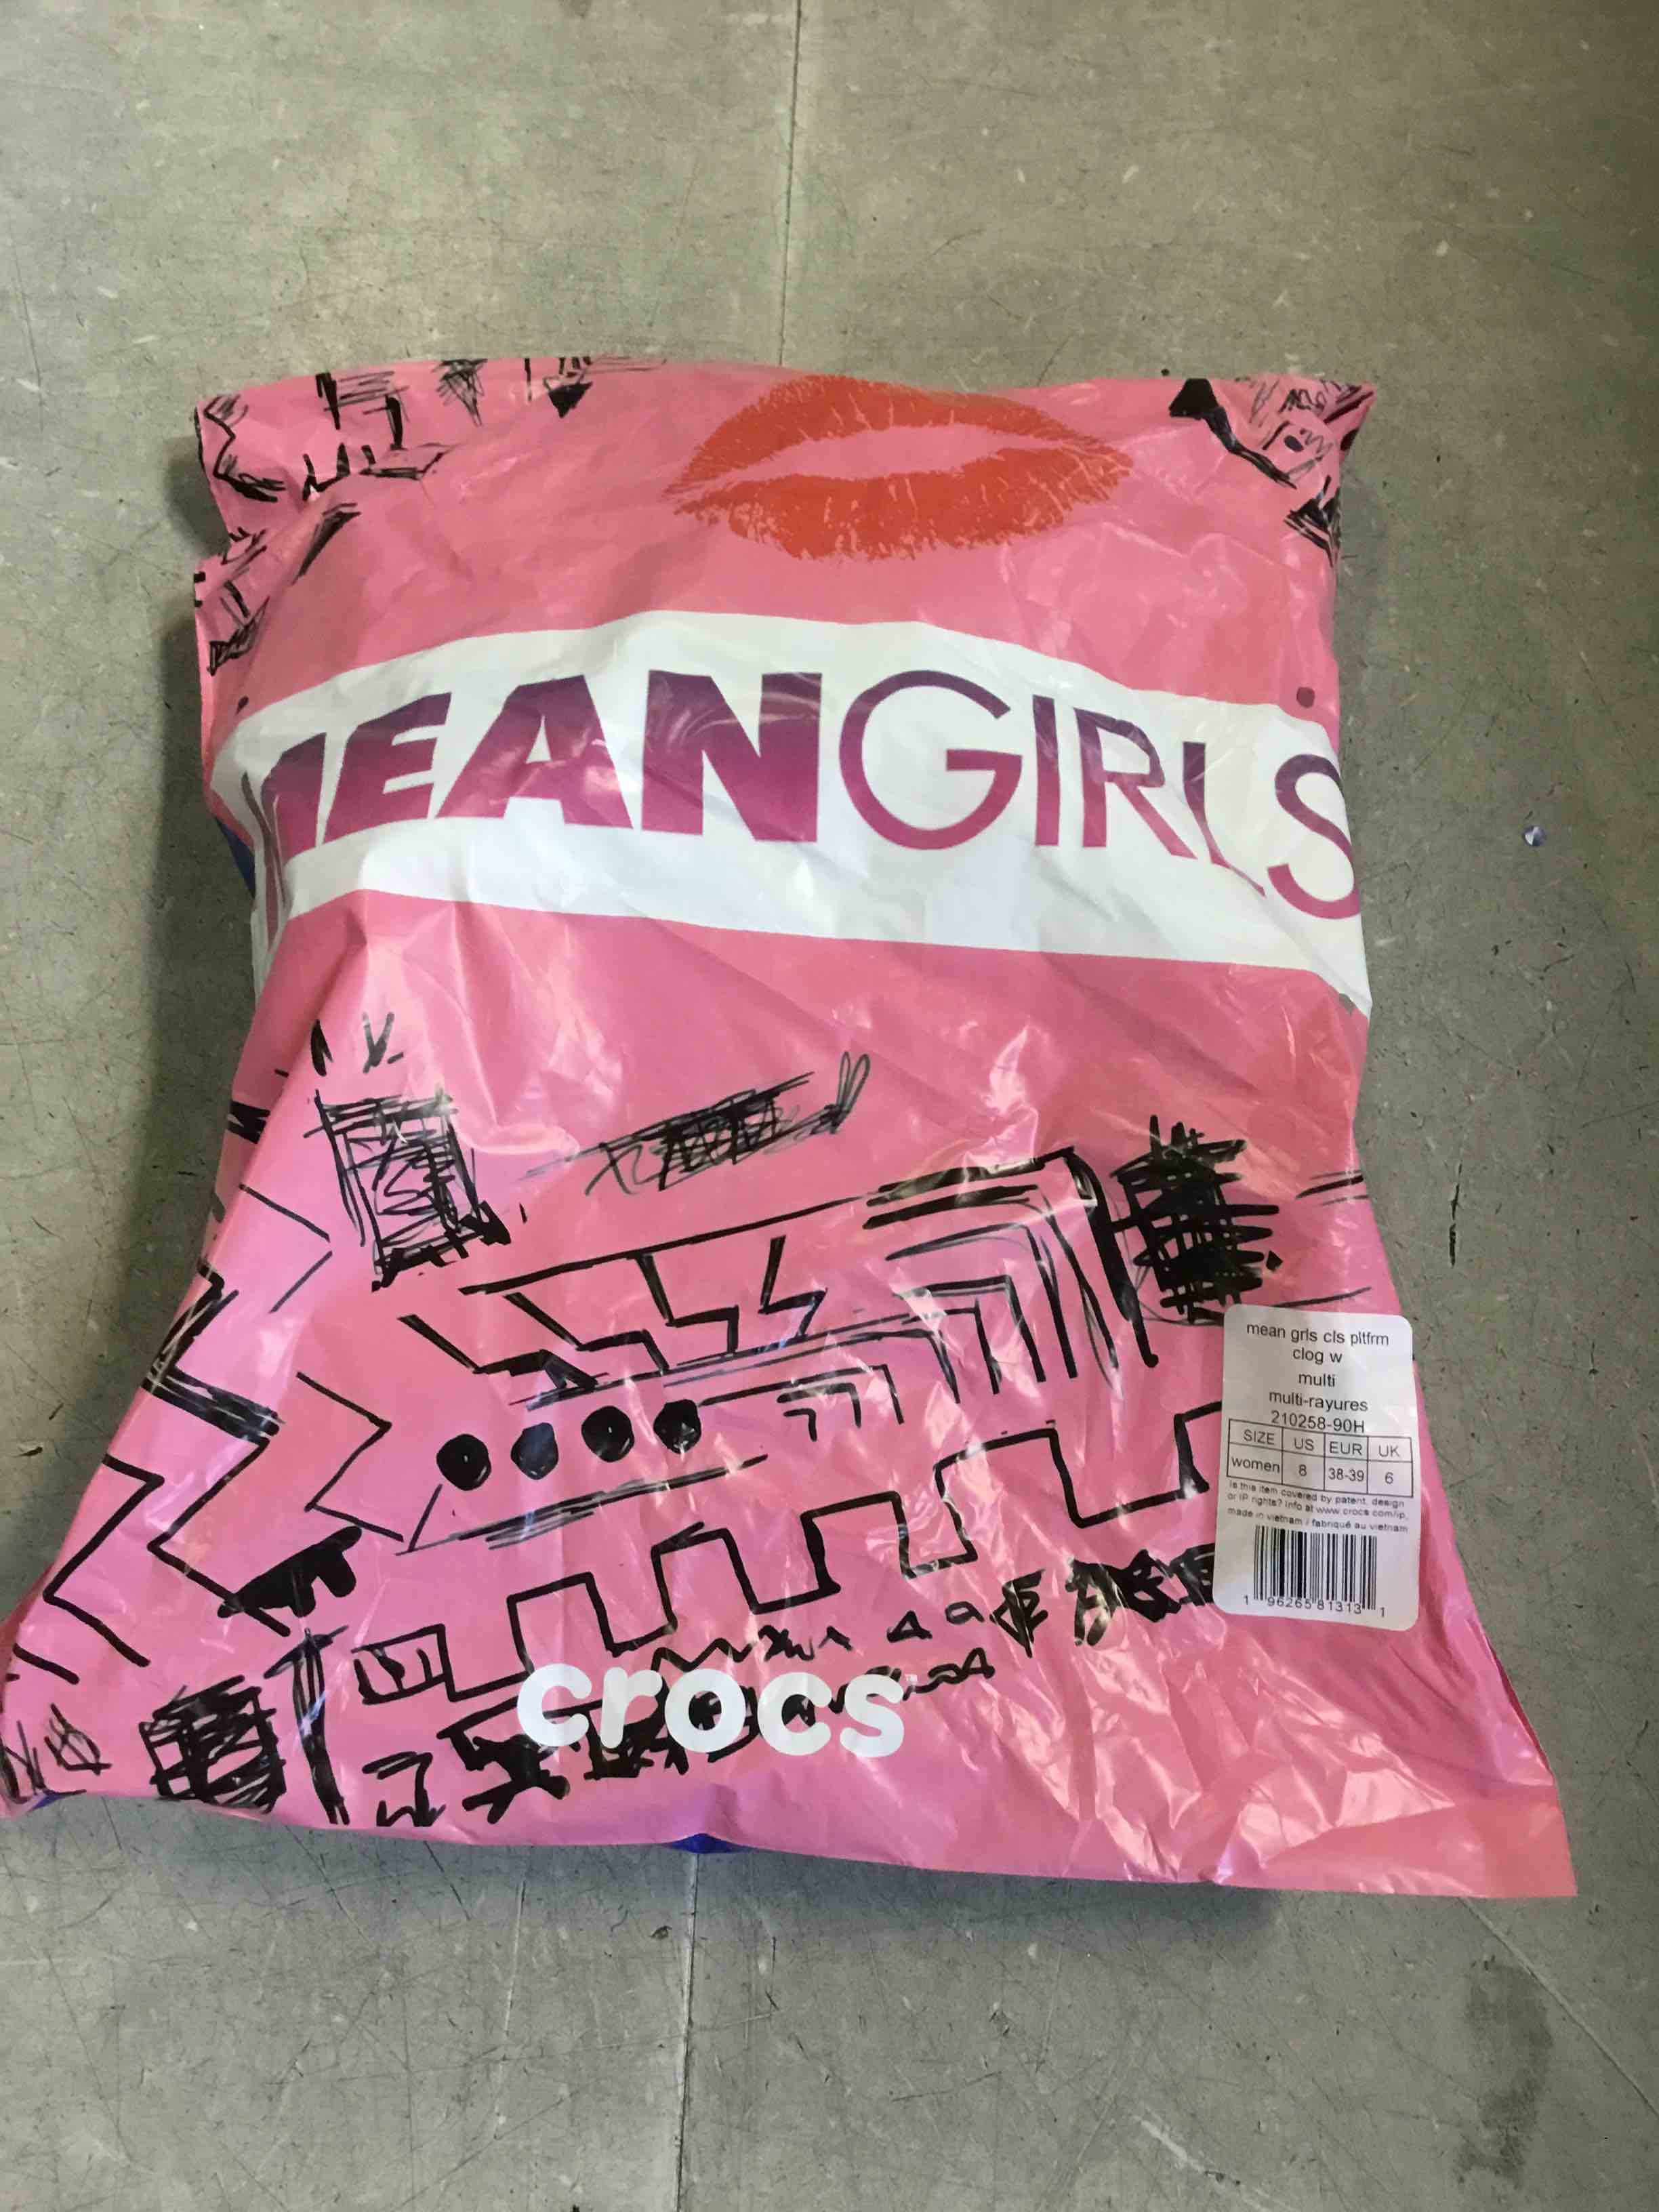 MEANGIRLS
mean grls cls pltfrm
clog w
multi
multi-rayures
210258-90H
SIZE US EUR UK
women 8 38-39 6
Is this item covered by patent, design
or IP rights? Info at www.crocs.com/ip.
made in vietnam / fabriqué au vietnam
1 96265 81313 1
crocs™